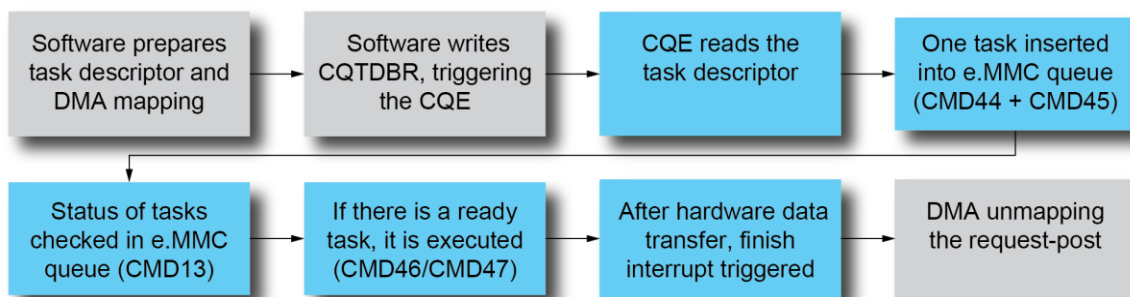 Software prepares
task descriptor and
DMA mapping
Software writes
CQTDBR, triggering
the CQE
CQE reads the
task descriptor
One task inserted
into e.MMC queue
(CMD44 + CMD45)
Status of tasks
checked in e.MMC
queue (CMD13)
If there is a ready
task, it is executed
(CMD46/CMD47)
After hardware data
transfer, finish
interrupt triggered
DMA unmapping
the request-post